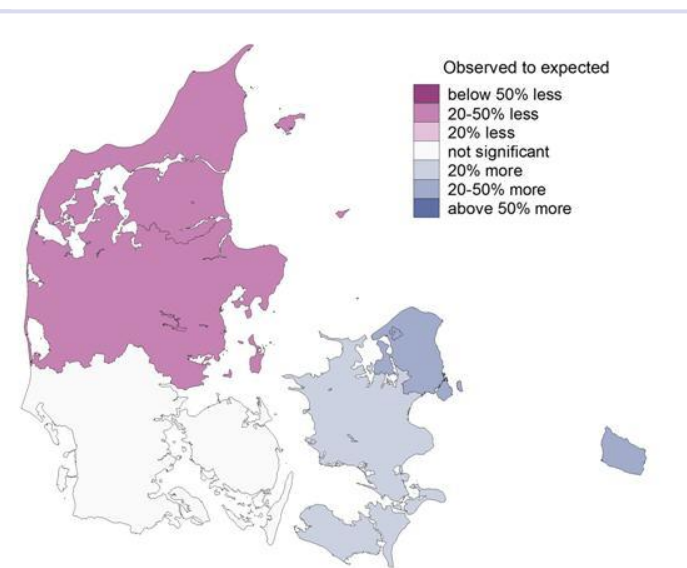 Observed to expected
below 50% less
20-50% less
20% less
not significant
20% more
20-50% more
above 50% more